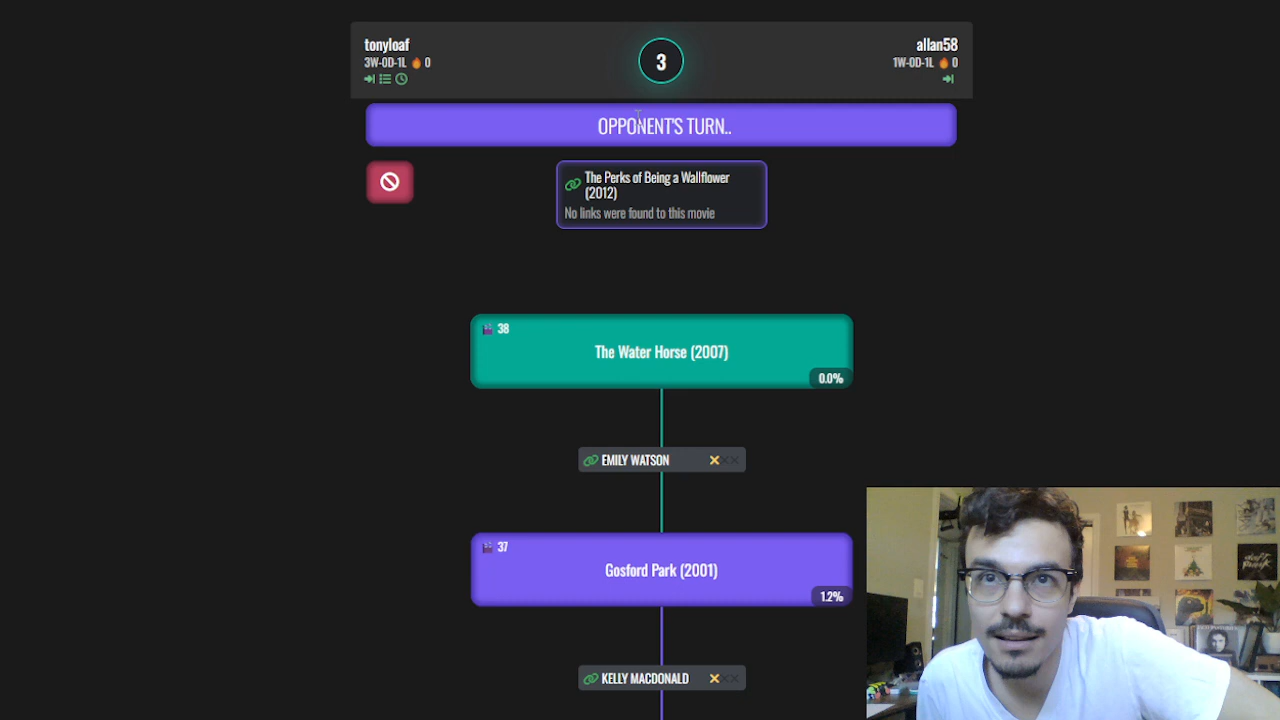 tonyloaf
3W-0D-1L 🔥 0
3
allan58
1W-0D-1L 🔥 0
OPPONENT'S TURN..
The Perks of Being a Wallflower
(2012)
No links were found to this movie
38
The Water Horse (2007)
0.0%
EMILY WATSON
37
Gosford Park (2001)
1.2%
KELLY MACDONALD